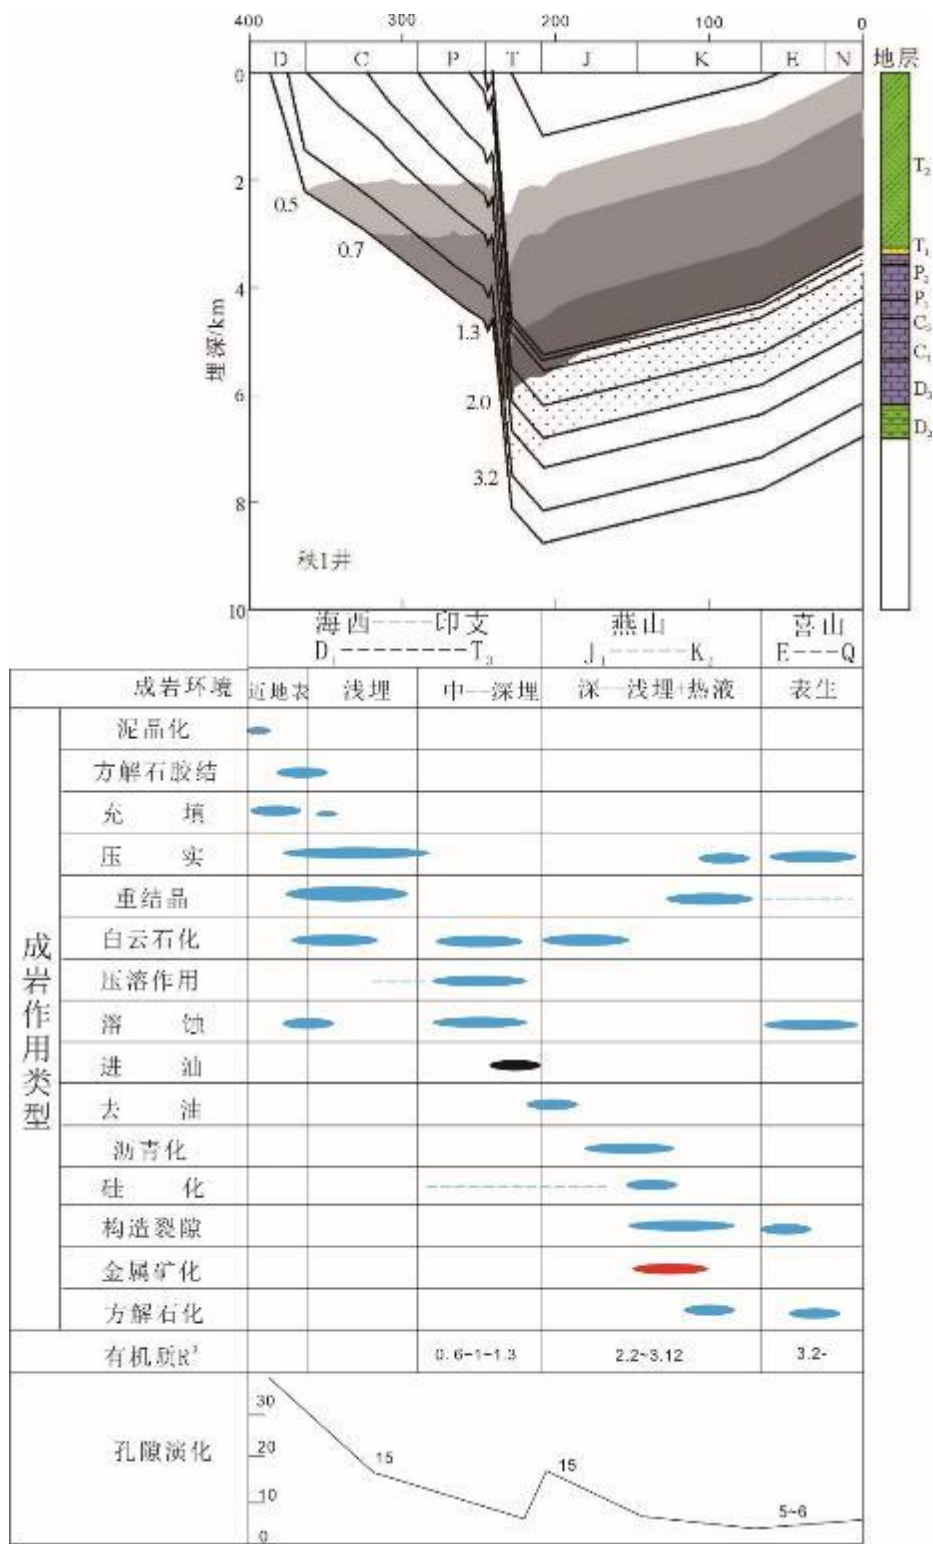 400 300 200 100 0
D C P T J K E N 地层
0
2
4
6
8
10
埋深/km
0.5
0.7
1.3
2.0
3.2
秩1井
T₂
T₁
P₂
P₁
C₂
C₁
D₃
D₂
海西----印支 燕山 喜山
D₁---------T₃ J₁-----K₂ E---Q
成岩环境 近地表 浅埋 中—深埋 深—浅埋+热液 表生
成岩作用类型
泥晶化
方解石胶结
充 填
压 实
重结晶
白云石化
压溶作用
溶 蚀
进 油
去 油
沥青化
硅 化
构造裂隙
金属矿化
方解石化
有机质R³ 0.6-1-1.3 2.2~3.12 3.2-
孔隙演化
30
20
10
0
15
15
5~6